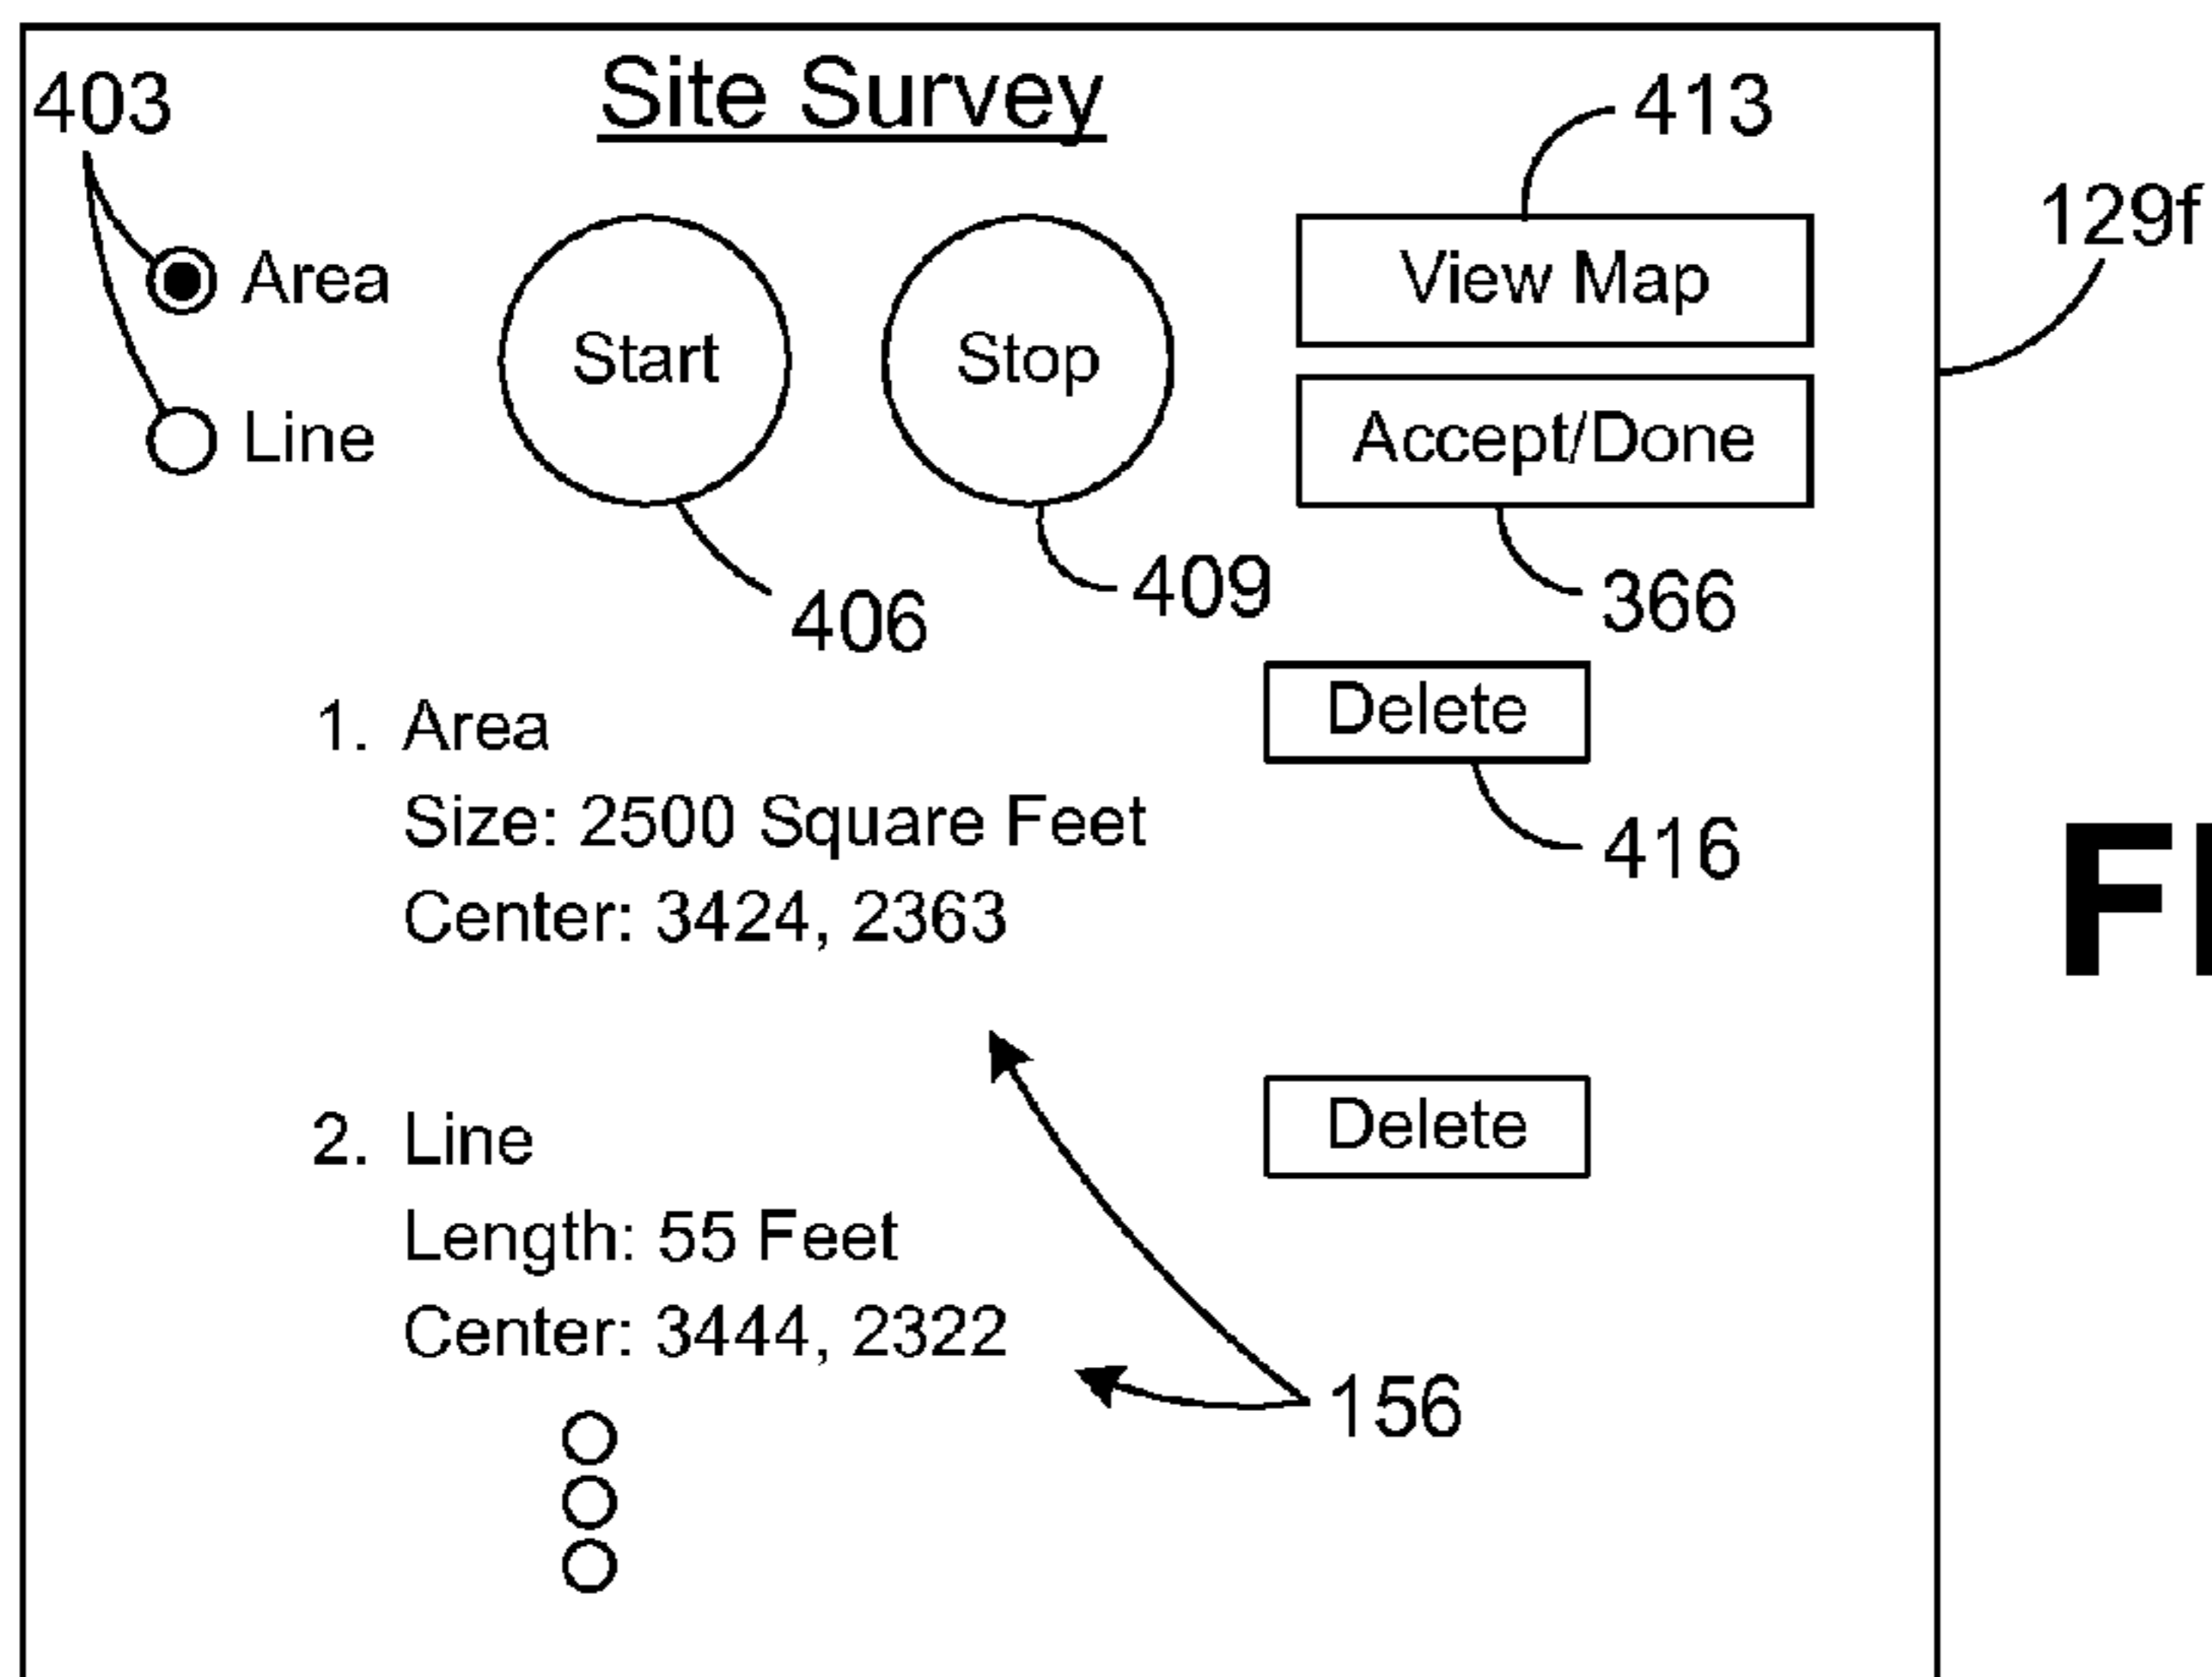 403
Site Survey
413
129f
Area
View Map
Start
Stop
Line
Accept/Done
406
409
366
1. Area
Delete
Size: 2500 Square Feet
416
Center: 3424, 2363
2. Line
Delete
Length: 55 Feet
Center: 3444, 2322
156